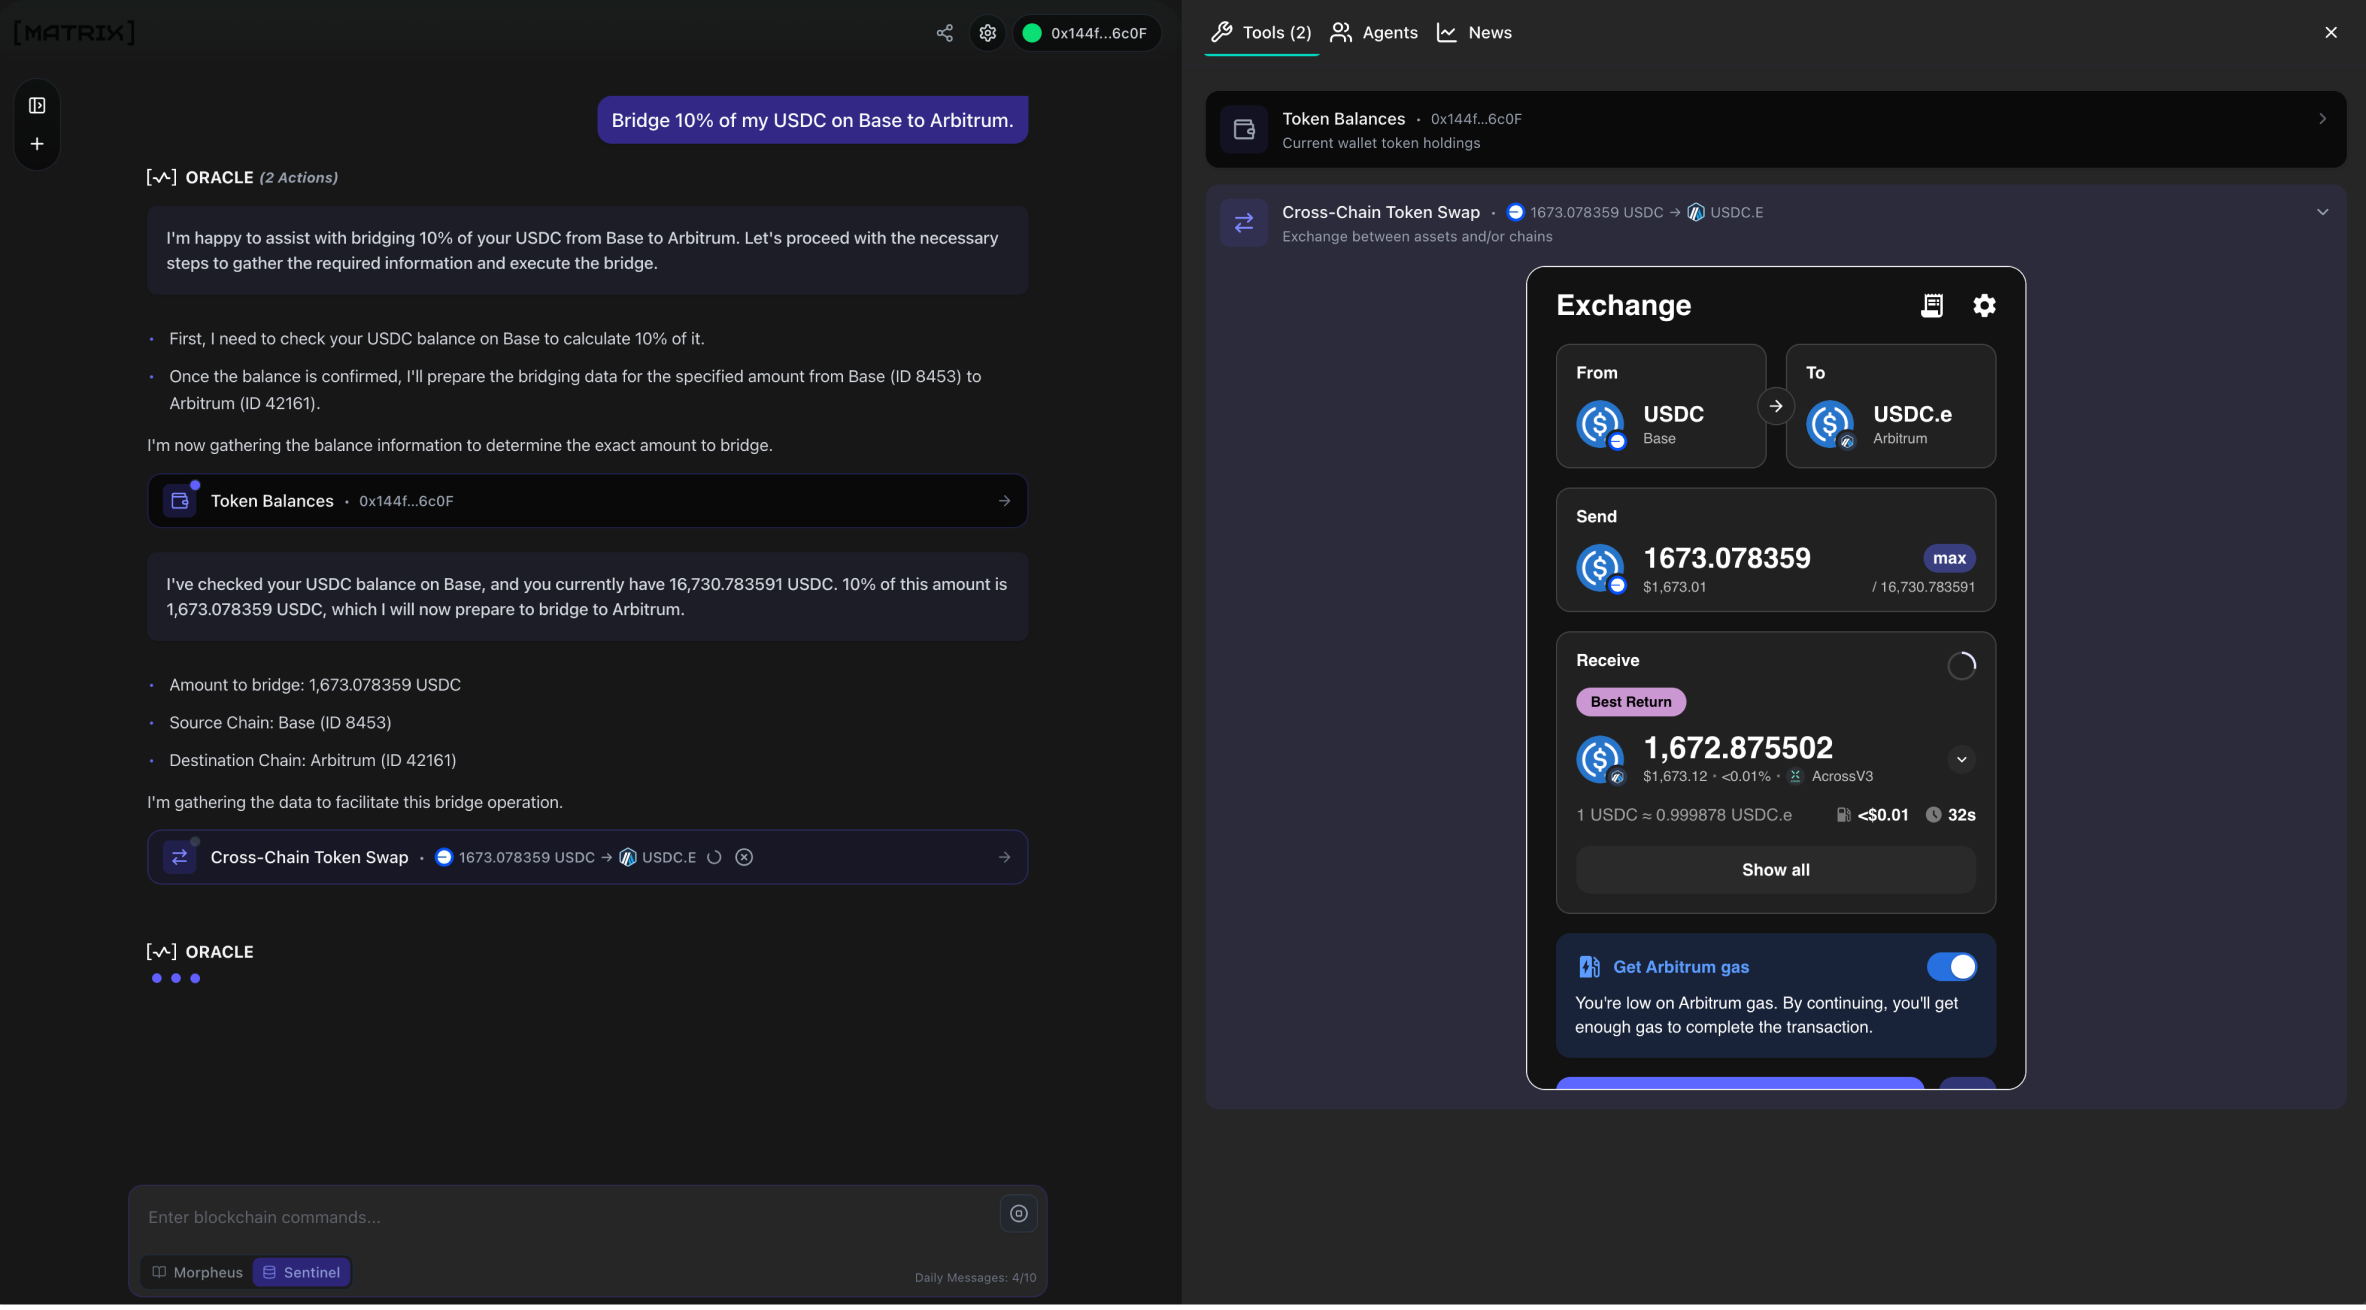 [MATRIX]
0x144f...6c0F
Bridge 10% of my USDC on Base to Arbitrum.
ORACLE (2 Actions)
I'm happy to assist with bridging 10% of your USDC from Base to Arbitrum. Let's proceed with the necessary
steps to gather the required information and execute the bridge.
• First, I need to check your USDC balance on Base to calculate 10% of it.
• Once the balance is confirmed, I'll prepare the bridging data for the specified amount from Base (ID 8453) to
Arbitrum (ID 42161).
I'm now gathering the balance information to determine the exact amount to bridge.
Token Balances • 0x144f...6c0F
I've checked your USDC balance on Base, and you currently have 16,730.783591 USDC. 10% of this amount is
1,673.078359 USDC, which I will now prepare to bridge to Arbitrum.
• Amount to bridge: 1,673.078359 USDC
• Source Chain: Base (ID 8453)
• Destination Chain: Arbitrum (ID 42161)
I'm gathering the data to facilitate this bridge operation.
Cross-Chain Token Swap • 1673.078359 USDC → USDC.E
ORACLE
Enter blockchain commands...
Morpheus Sentinel
Daily Messages: 4/10
Tools (2) Agents News
Token Balances • 0x144f...6c0F
Current wallet token holdings
Cross-Chain Token Swap • 1673.078359 USDC → USDC.E
Exchange between assets and/or chains
Exchange
From
USDC
Base
To
USDC.e
Arbitrum
Send
1673.078359
max
$1,673.01
/ 16,730.783591
Receive
Best Return
1,672.875502
$1,673.12 • <0.01% • AcrossV3
1 USDC ≈ 0.999878 USDC.e
<$0.01
32s
Show all
Get Arbitrum gas
You're low on Arbitrum gas. By continuing, you'll get
enough gas to complete the transaction.